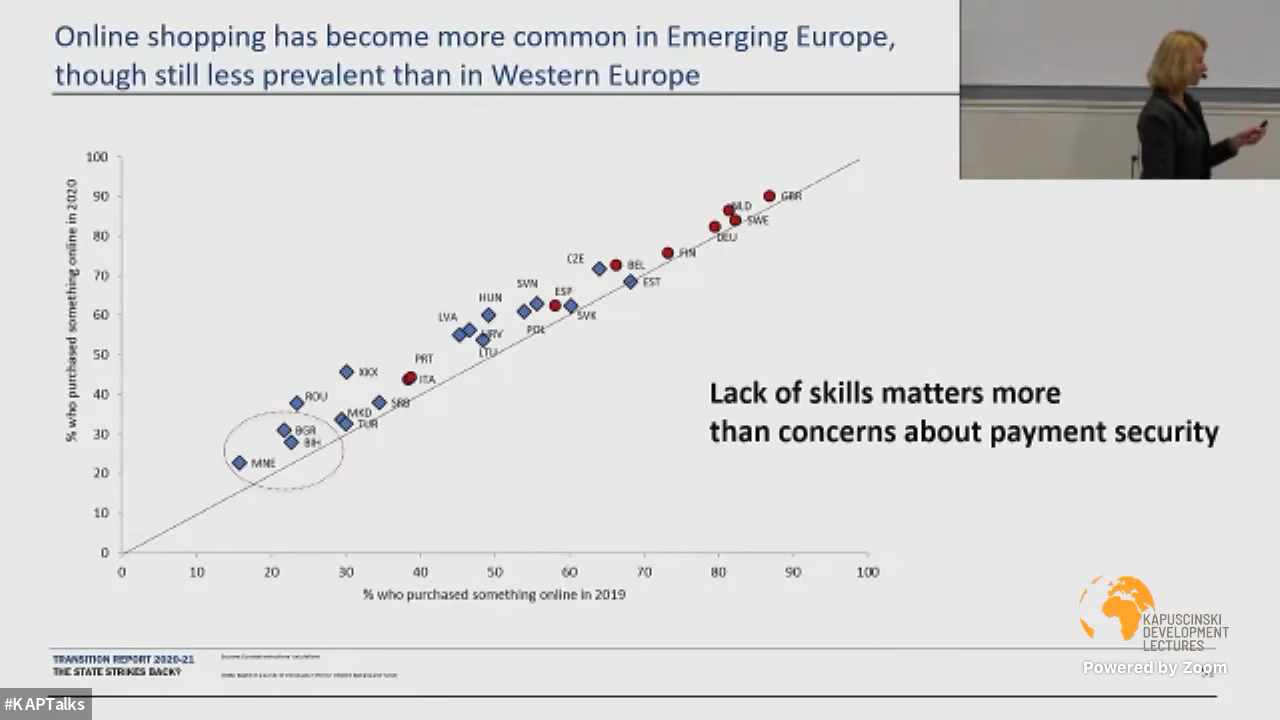 Online shopping has become more common in Emerging Europe,
though still less prevalent than in Western Europe
100
90
80
70
60
50
40
30
20
10
0
% who purchased something online in 2020
GBR
NLD
SWE
DEU
FIN
CZE
BEL
EST
SVN
ESP
HUN
SVK
POL
LVA
HRV
LTU
PRT
XKX
ITA
ROU
SRB
MKD
TUR
BGR
BIH
MNE
0 10 20 30 40 50 60 70 80 90 100
% who purchased something online in 2019
Lack of skills matters more
than concerns about payment security
KAPUSCINSKI
DEVELOPMENT
LECTURES
Powered by Zoom
TRANSITION REPORT 2020-21
THE STATE STRIKES BACK?
#KAPTalks